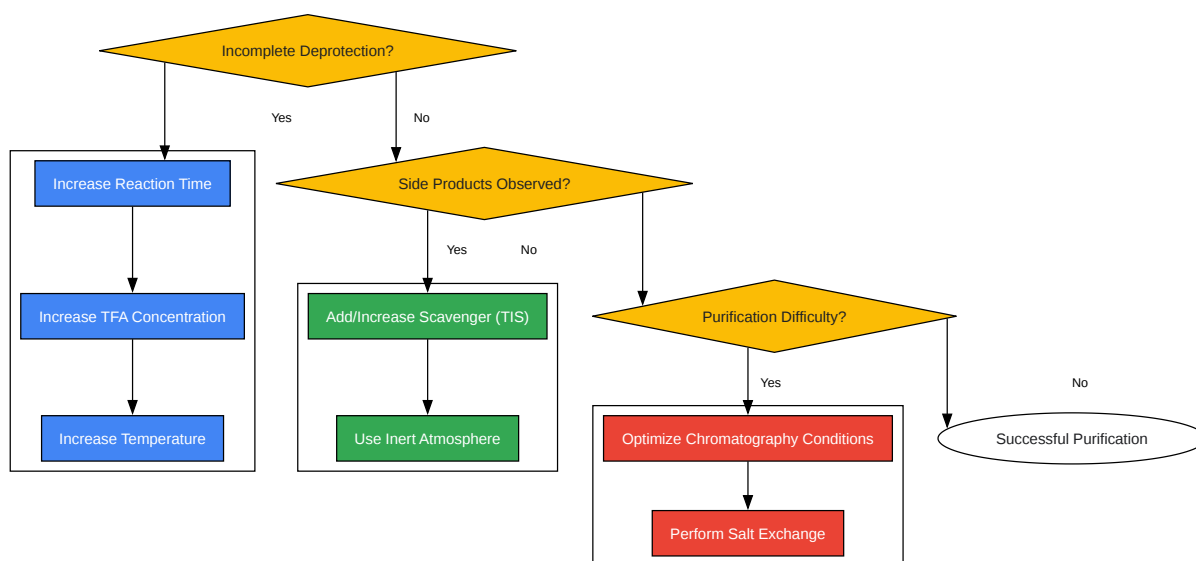 Incomplete Deprotection?
Yes
No
Increase Reaction Time
Side Products Observed?
Yes
No
Increase TFA Concentration
Add/Increase Scavenger (TIS)
Purification Difficulty?
Yes
No
Increase Temperature
Use Inert Atmosphere
Optimize Chromatography Conditions
Successful Purification
Perform Salt Exchange